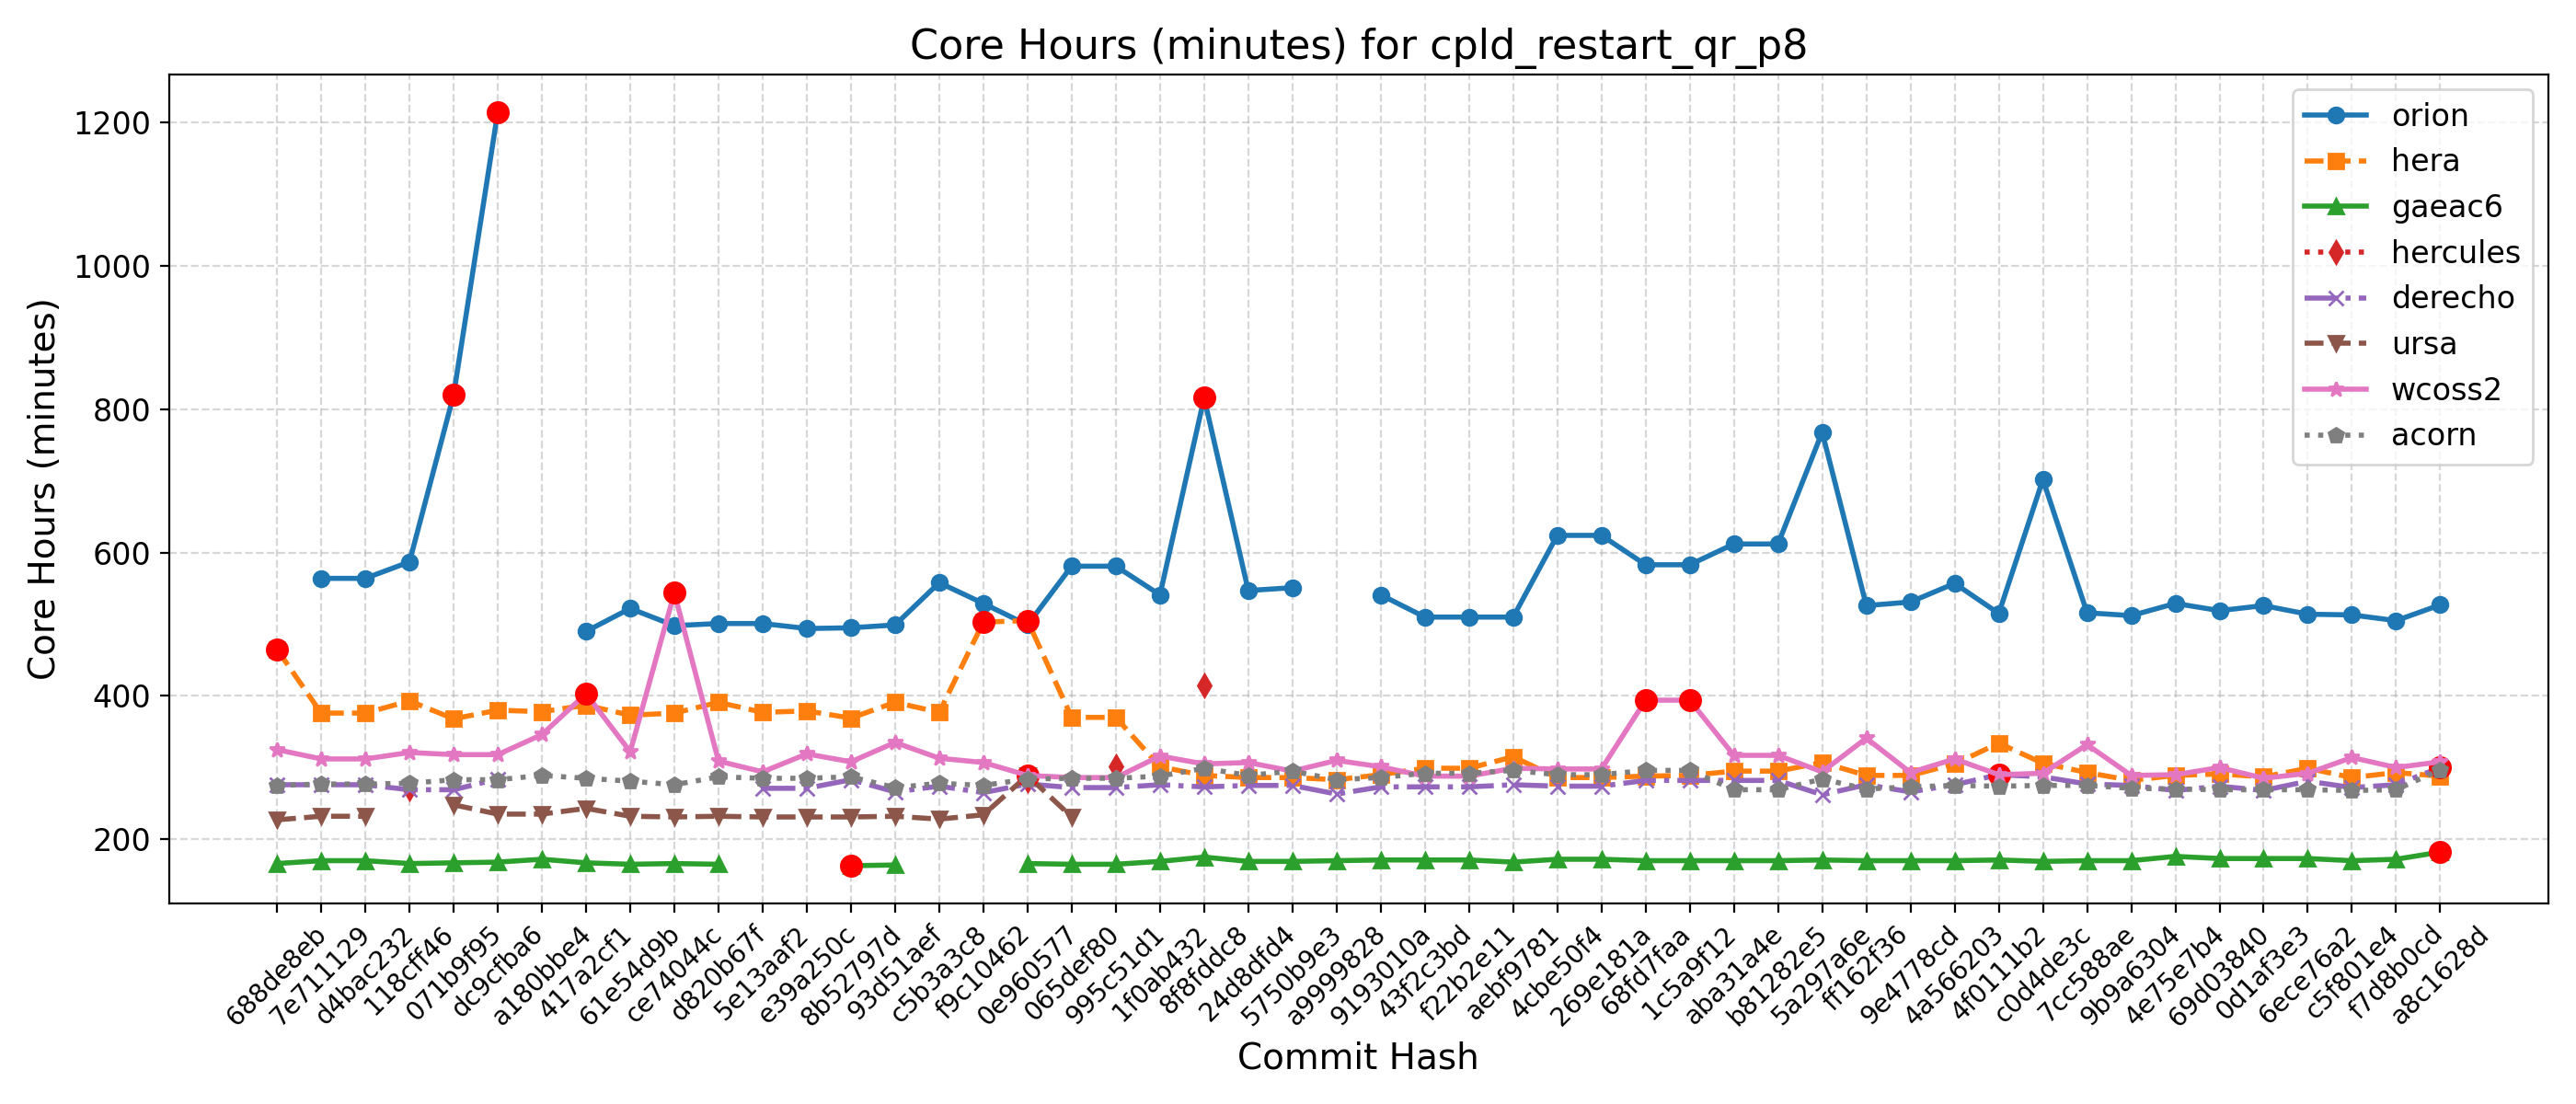 Core Hours (minutes) for cpld_restart_qr_p8
Core Hours (minutes)
1200
1000
800
600
400
200
orion
hera
gaeac6
hercules
derecho
ursa
wcoss2
acorn
688de8eb
7e711129
d4bac232
118cff46
071b9f95
dc9cfba6
a180bbe4
417a2cf1
61e54d9b
ce74044c
d820b67f
5e13aaf2
e39a250c
8b52797d
93d51aef
c5b3a3c8
f9c10462
0e960577
065def80
995c51d1
1f0ab432
8f8fddc8
24d8dfd4
5750b9e3
a9999828
9193010a
43f2c3bd
f22b2e11
aebf9781
4cbe50f4
269e181a
68fd7faa
1c5a9f12
aba31a4e
b81282e5
5a297a6e
ff162f36
9e4778cd
4a566203
4f0111b2
c0d4de3c
7cc588ae
9b9a6304
4e75e7b4
69d03840
0d1af3e3
6ece76a2
c5f801e4
f7d8b0cd
a8c1628d
Commit Hash